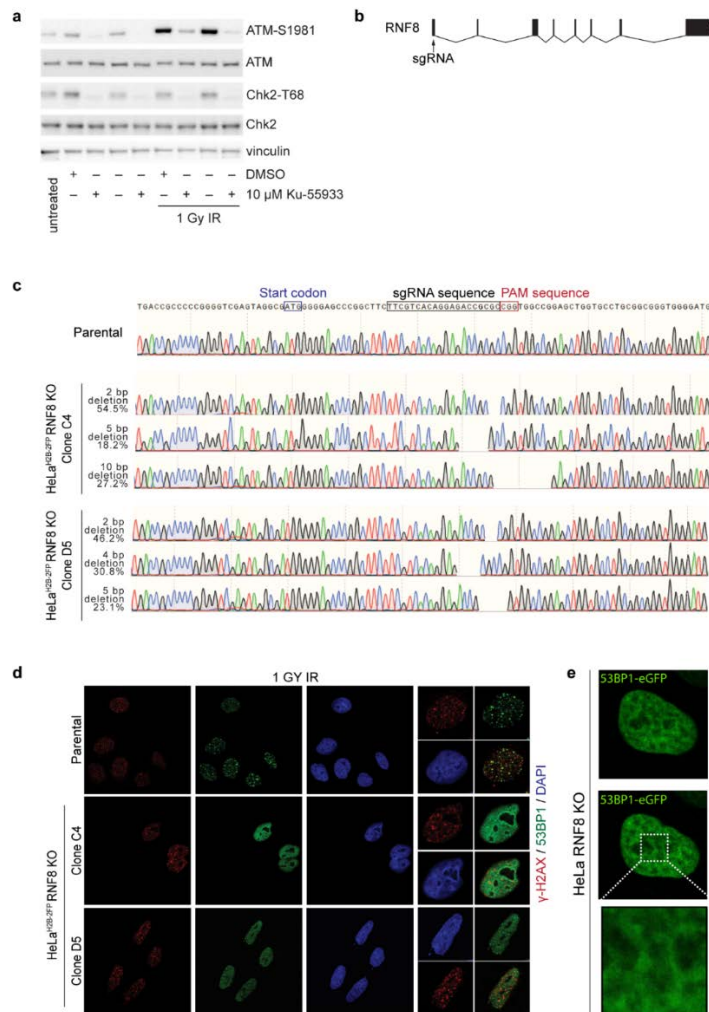 a
ATM-S1981
ATM
Chk2-T68
Chk2
vinculin
untreated
+ – – – + – – – DMSO
– + – + – + – + 10 µM Ku-55933
1 Gy IR
b
RNF8
sgRNA
c
Start codon sgRNA sequence PAM sequence
TGACCGCCCCCGGGGTCGAGTAGGCGATGGGGGAGCCCGGCTTCTTCGTCACAGGAGACCGCGCCGGTGGCCGGAGCTGGTGCCTGCGGCGGGTGGGGATG
Parental
HeLaH2B-2FP RNF8 KO
Clone C4
2 bp
deletion
54.5%
5 bp
deletion
18.2%
10 bp
deletion
27.2%
HeLaH2B-2FP RNF8 KO
Clone D5
2 bp
deletion
46.2%
4 bp
deletion
30.8%
5 bp
deletion
23.1%
d
1 GY IR
Parental
HeLaH2B-2FP RNF8 KO
Clone C4
Clone D5
γ-H2AX / 53BP1 / DAPI
e
HeLa RNF8 KO
53BP1-eGFP
53BP1-eGFP